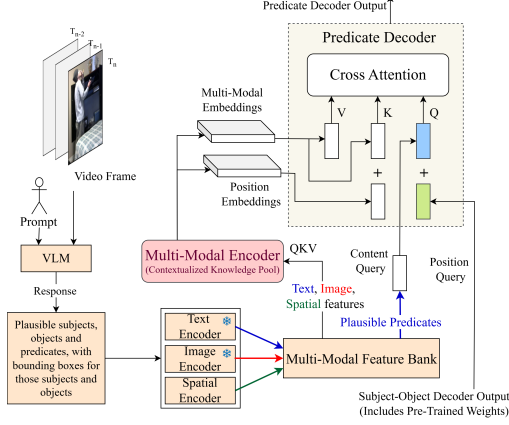 Predicate Decoder Output
T_{n-2}
T_{n-1}
T_n
Predicate Decoder
Cross Attention
Multi-Modal
Embeddings
V
K
Q
Position
Embeddings
+
+
Video Frame
Prompt
VLM
Response
Multi-Modal Encoder
(Contextualized Knowledge Pool)
QKV
Content
Query
Position
Query
Text, Image,
Spatial features
Plausible Predicates
Plausible subjects,
objects and
predicates, with
bounding boxes for
those subjects and
objects
Text
Encoder
Image
Encoder
Spatial
Encoder
Multi-Modal Feature Bank
Subject-Object Decoder Output
(Includes Pre-Trained Weights)